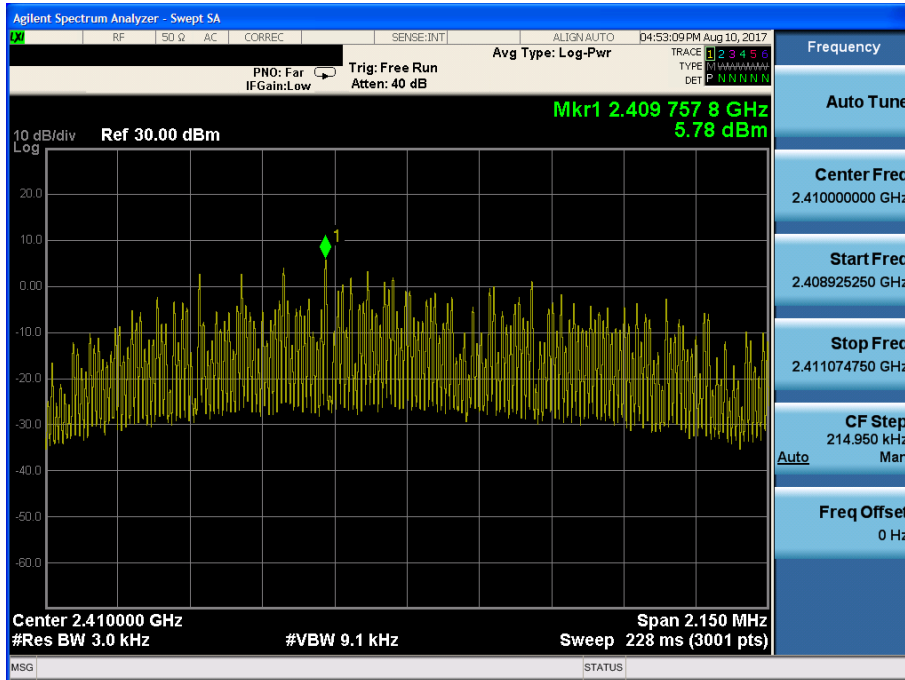 Agilent Spectrum Analyzer - Swept SA
LXI RF 50 Ω AC CORREC SENSE:INT ALIGN AUTO 04:53:09 PM Aug 10, 2017
Avg Type: Log-Pwr
TRACE 1 2 3 4 5 6
TYPE M WWWWW
DET P N N N N N
PNO: Far
IFGain:Low
Trig: Free Run
Atten: 40 dB
Mkr1 2.409 757 8 GHz
5.78 dBm
10 dB/div Ref 30.00 dBm
Log
20.0
10.0
0.00
-10.0
-20.0
-30.0
-40.0
-50.0
-60.0
1
Center 2.410000 GHz Span 2.150 MHz
#Res BW 3.0 kHz #VBW 9.1 kHz Sweep 228 ms (3001 pts)
MSG STATUS
Frequency
Auto Tune
Center Freq
2.410000000 GHz
Start Freq
2.408925250 GHz
Stop Freq
2.411074750 GHz
CF Step
214.950 kHz
Auto Man
Freq Offset
0 Hz